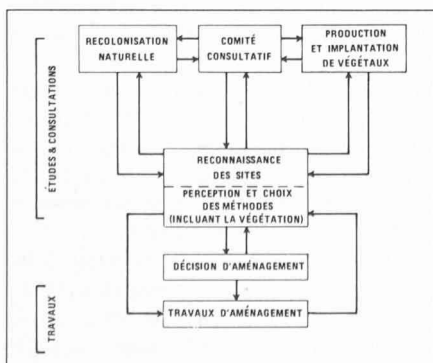 RECOLONISATION
NATURELLE
COMITÉ
CONSULTATIF
PRODUCTION
ET IMPLANTATION
DE VÉGÉTAUX
ÉTUDES & CONSULTATIONS
RECONNAISSANCE
DES SITES
PERCEPTION ET CHOIX
DES MÉTHODES
(INCLUANT LA VÉGÉTATION)
DÉCISION D'AMÉNAGEMENT
TRAVAUX
TRAVAUX D'AMÉNAGEMENT